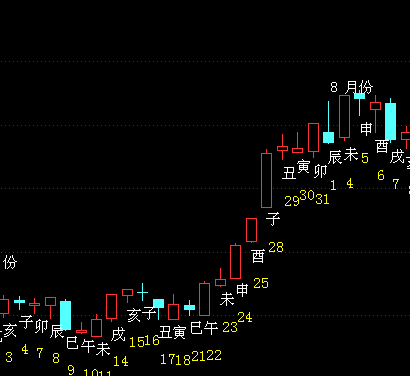 8 月份
申
酉
辰 未 5 戌
丑 寅 卯 6
1 4 7
29 30 31
子
28
酉
份
申 25
未
亥 子 卯 辰 戌 亥 子 丑 寅 巳 午 23 24
3 4 7 8 巳 午 未 14 15 16 17 18 21 22
9 10 11